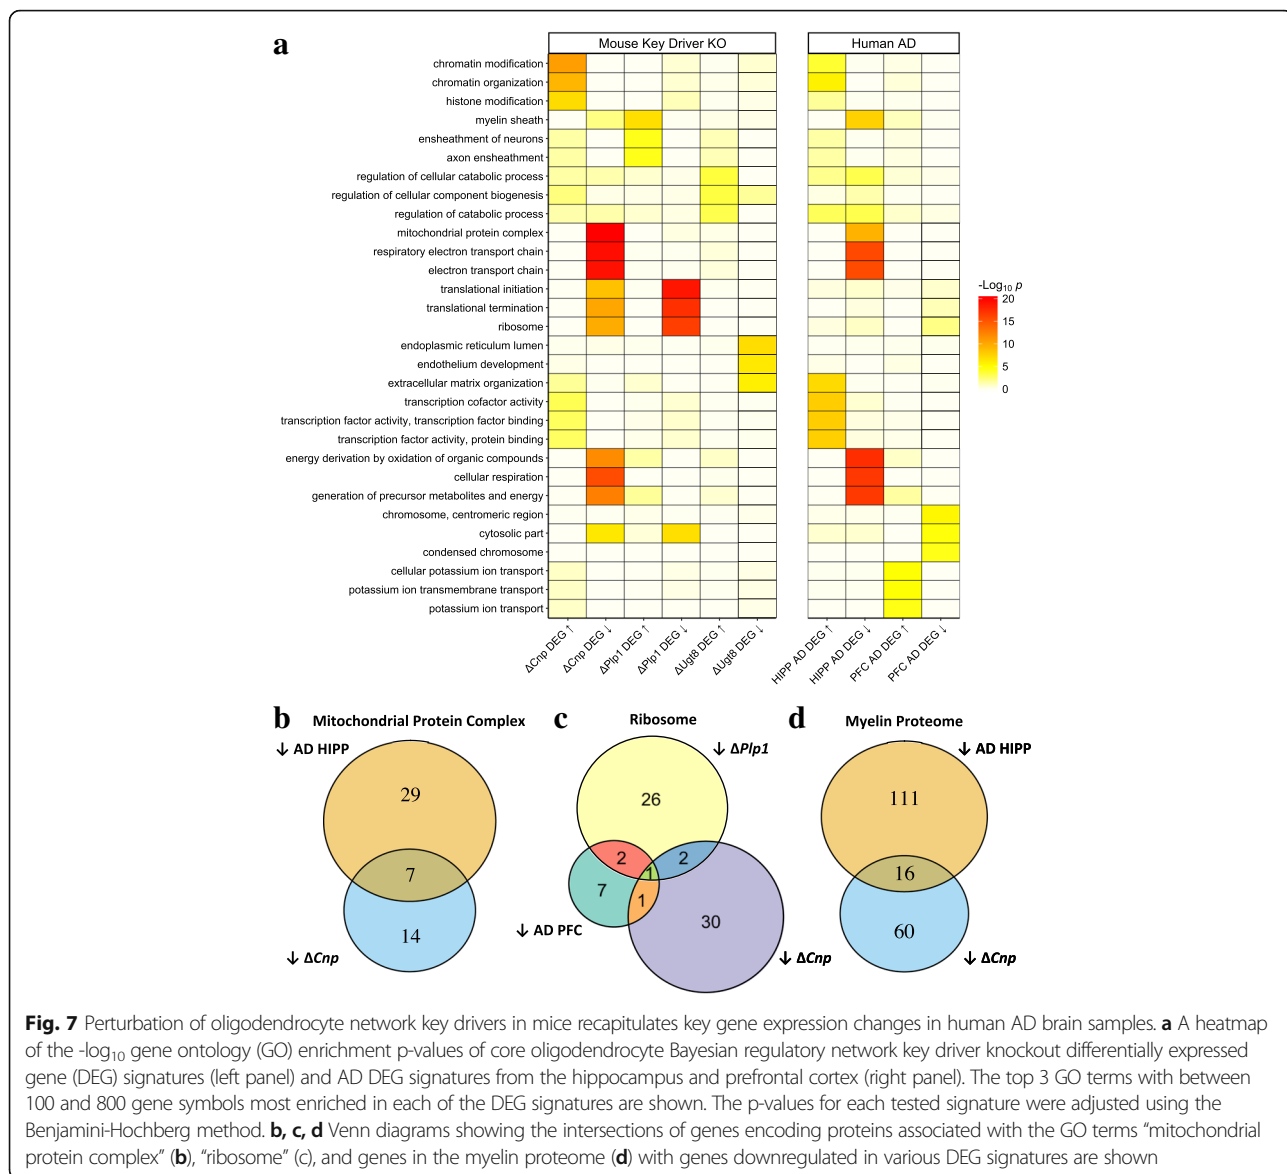 a
Mouse Key Driver KO
Human AD
chromatin modification
chromatin organization
histone modification
myelin sheath
ensheathment of neurons
axon ensheathment
regulation of cellular catabolic process
regulation of cellular component biogenesis
regulation of catabolic process
mitochondrial protein complex
respiratory electron transport chain
electron transport chain
translational initiation
translational termination
ribosome
endoplasmic reticulum lumen
endothelium development
extracellular matrix organization
transcription cofactor activity
transcription factor activity, transcription factor binding
transcription factor activity, protein binding
energy derivation by oxidation of organic compounds
cellular respiration
generation of precursor metabolites and energy
chromosome, centromeric region
cytosolic part
condensed chromosome
cellular potassium ion transport
potassium ion transmembrane transport
potassium ion transport
-Log10 p
20
15
10
5
0
ΔCnp DEG ↑
ΔCnp DEG ↓
ΔPlp1 DEG ↑
ΔPlp1 DEG ↓
ΔUgt8 DEG ↑
ΔUgt8 DEG ↓
HIPP AD DEG ↑
HIPP AD DEG ↓
PFC AD DEG ↑
PFC AD DEG ↓
b
Mitochondrial Protein Complex
↓ AD HIPP
29
7
14
↓ ΔCnp
c
Ribosome
↓ ΔPlp1
26
2
2
1
7
1
30
↓ AD PFC
↓ ΔCnp
d
Myelin Proteome
↓ AD HIPP
111
16
60
↓ ΔCnp
Fig. 7 Perturbation of oligodendrocyte network key drivers in mice recapitulates key gene expression changes in human AD brain samples. a A heatmap
of the -log10 gene ontology (GO) enrichment p-values of core oligodendrocyte Bayesian regulatory network key driver knockout differentially expressed
gene (DEG) signatures (left panel) and AD DEG signatures from the hippocampus and prefrontal cortex (right panel). The top 3 GO terms with between
100 and 800 gene symbols most enriched in each of the DEG signatures are shown. The p-values for each tested signature were adjusted using the
Benjamini-Hochberg method. b, c, d Venn diagrams showing the intersections of genes encoding proteins associated with the GO terms “mitochondrial
protein complex” (b), “ribosome” (c), and genes in the myelin proteome (d) with genes downregulated in various DEG signatures are shown